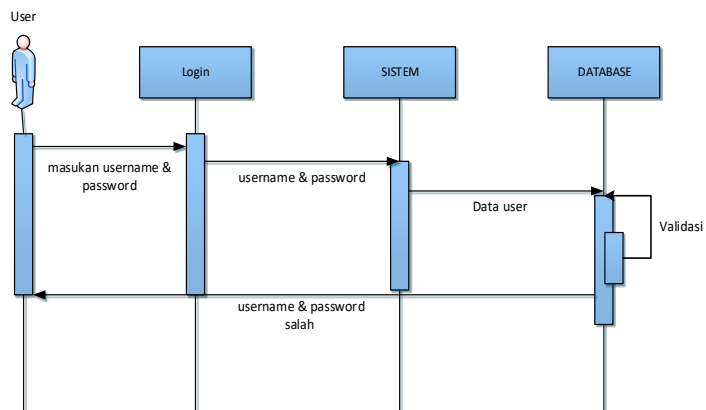 User
Login
SISTEM
DATABASE
masukan username &
password
username & password
Data user
Validasi
username & password
salah